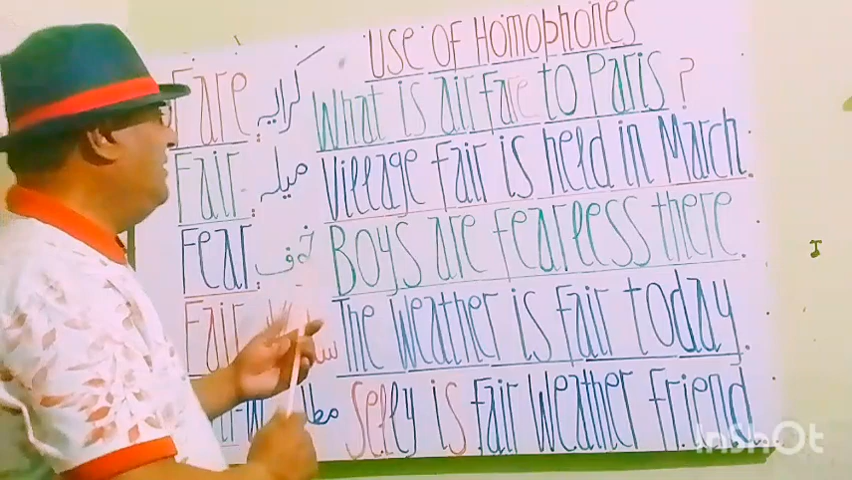 Use of Homophones
Fare کرایہ What is air fare to Paris?
Fair میلہ Village fair is held in March.
Fear خوف Boys are fearless there.
Fair The Weather is fair today.
Selly is fair Weather Friend.
InShot